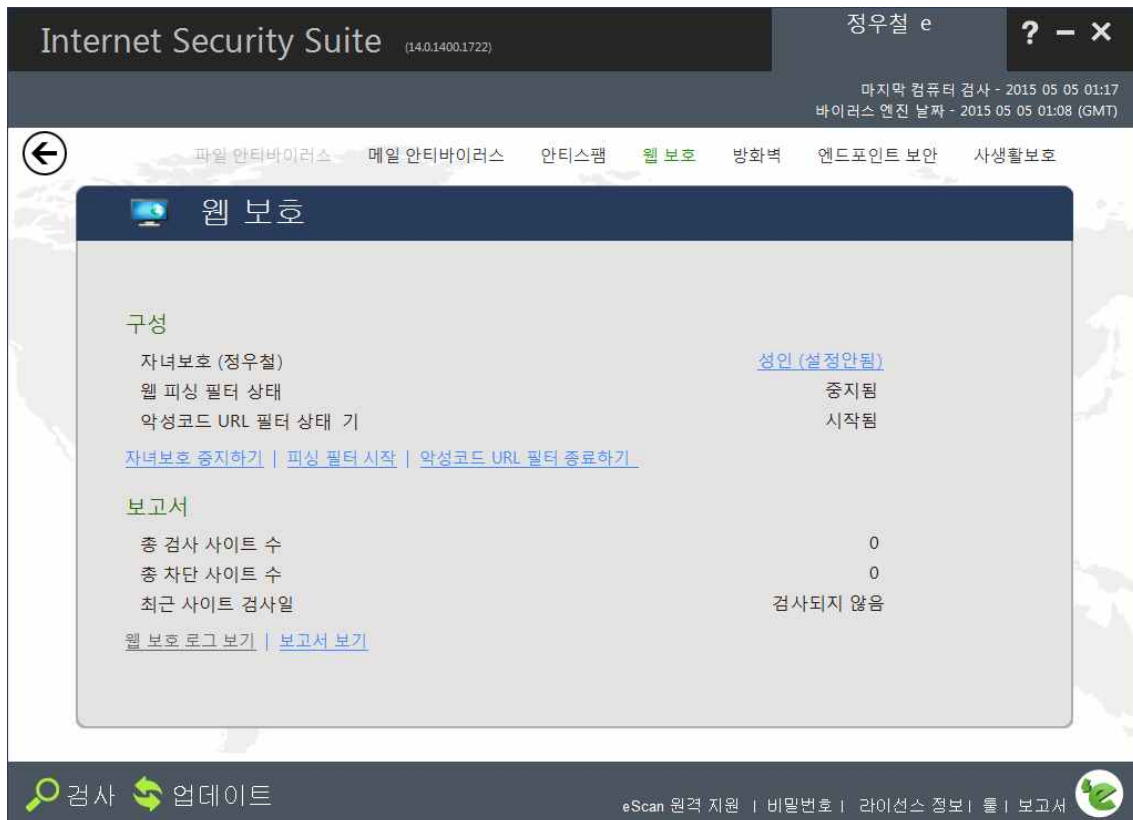 Internet Security Suite (14.0.1400.1722)
정우철 e
? − ×
마지막 컴퓨터 검사 - 2015 05 05 01:17
바이러스 엔진 날짜 - 2015 05 05 01:08 (GMT)
파일 안티바이러스 메일 안티바이러스 안티스팸 웹 보호 방화벽 엔드포인트 보안 사생활보호
웹 보호
구성
자녀보호 (정우철) 성인 (설정안됨)
웹 피싱 필터 상태 중지됨
악성코드 URL 필터 상태 기 시작됨
자녀보호 중지하기 | 피싱 필터 시작 | 악성코드 URL 필터 종료하기
보고서
총 검사 사이트 수 0
총 차단 사이트 수 0
최근 사이트 검사일 검사되지 않음
웹 보호 로그 보기 | 보고서 보기
검사 업데이트
eScan 원격 지원 | 비밀번호 | 라이선스 정보 | 툴 | 보고서